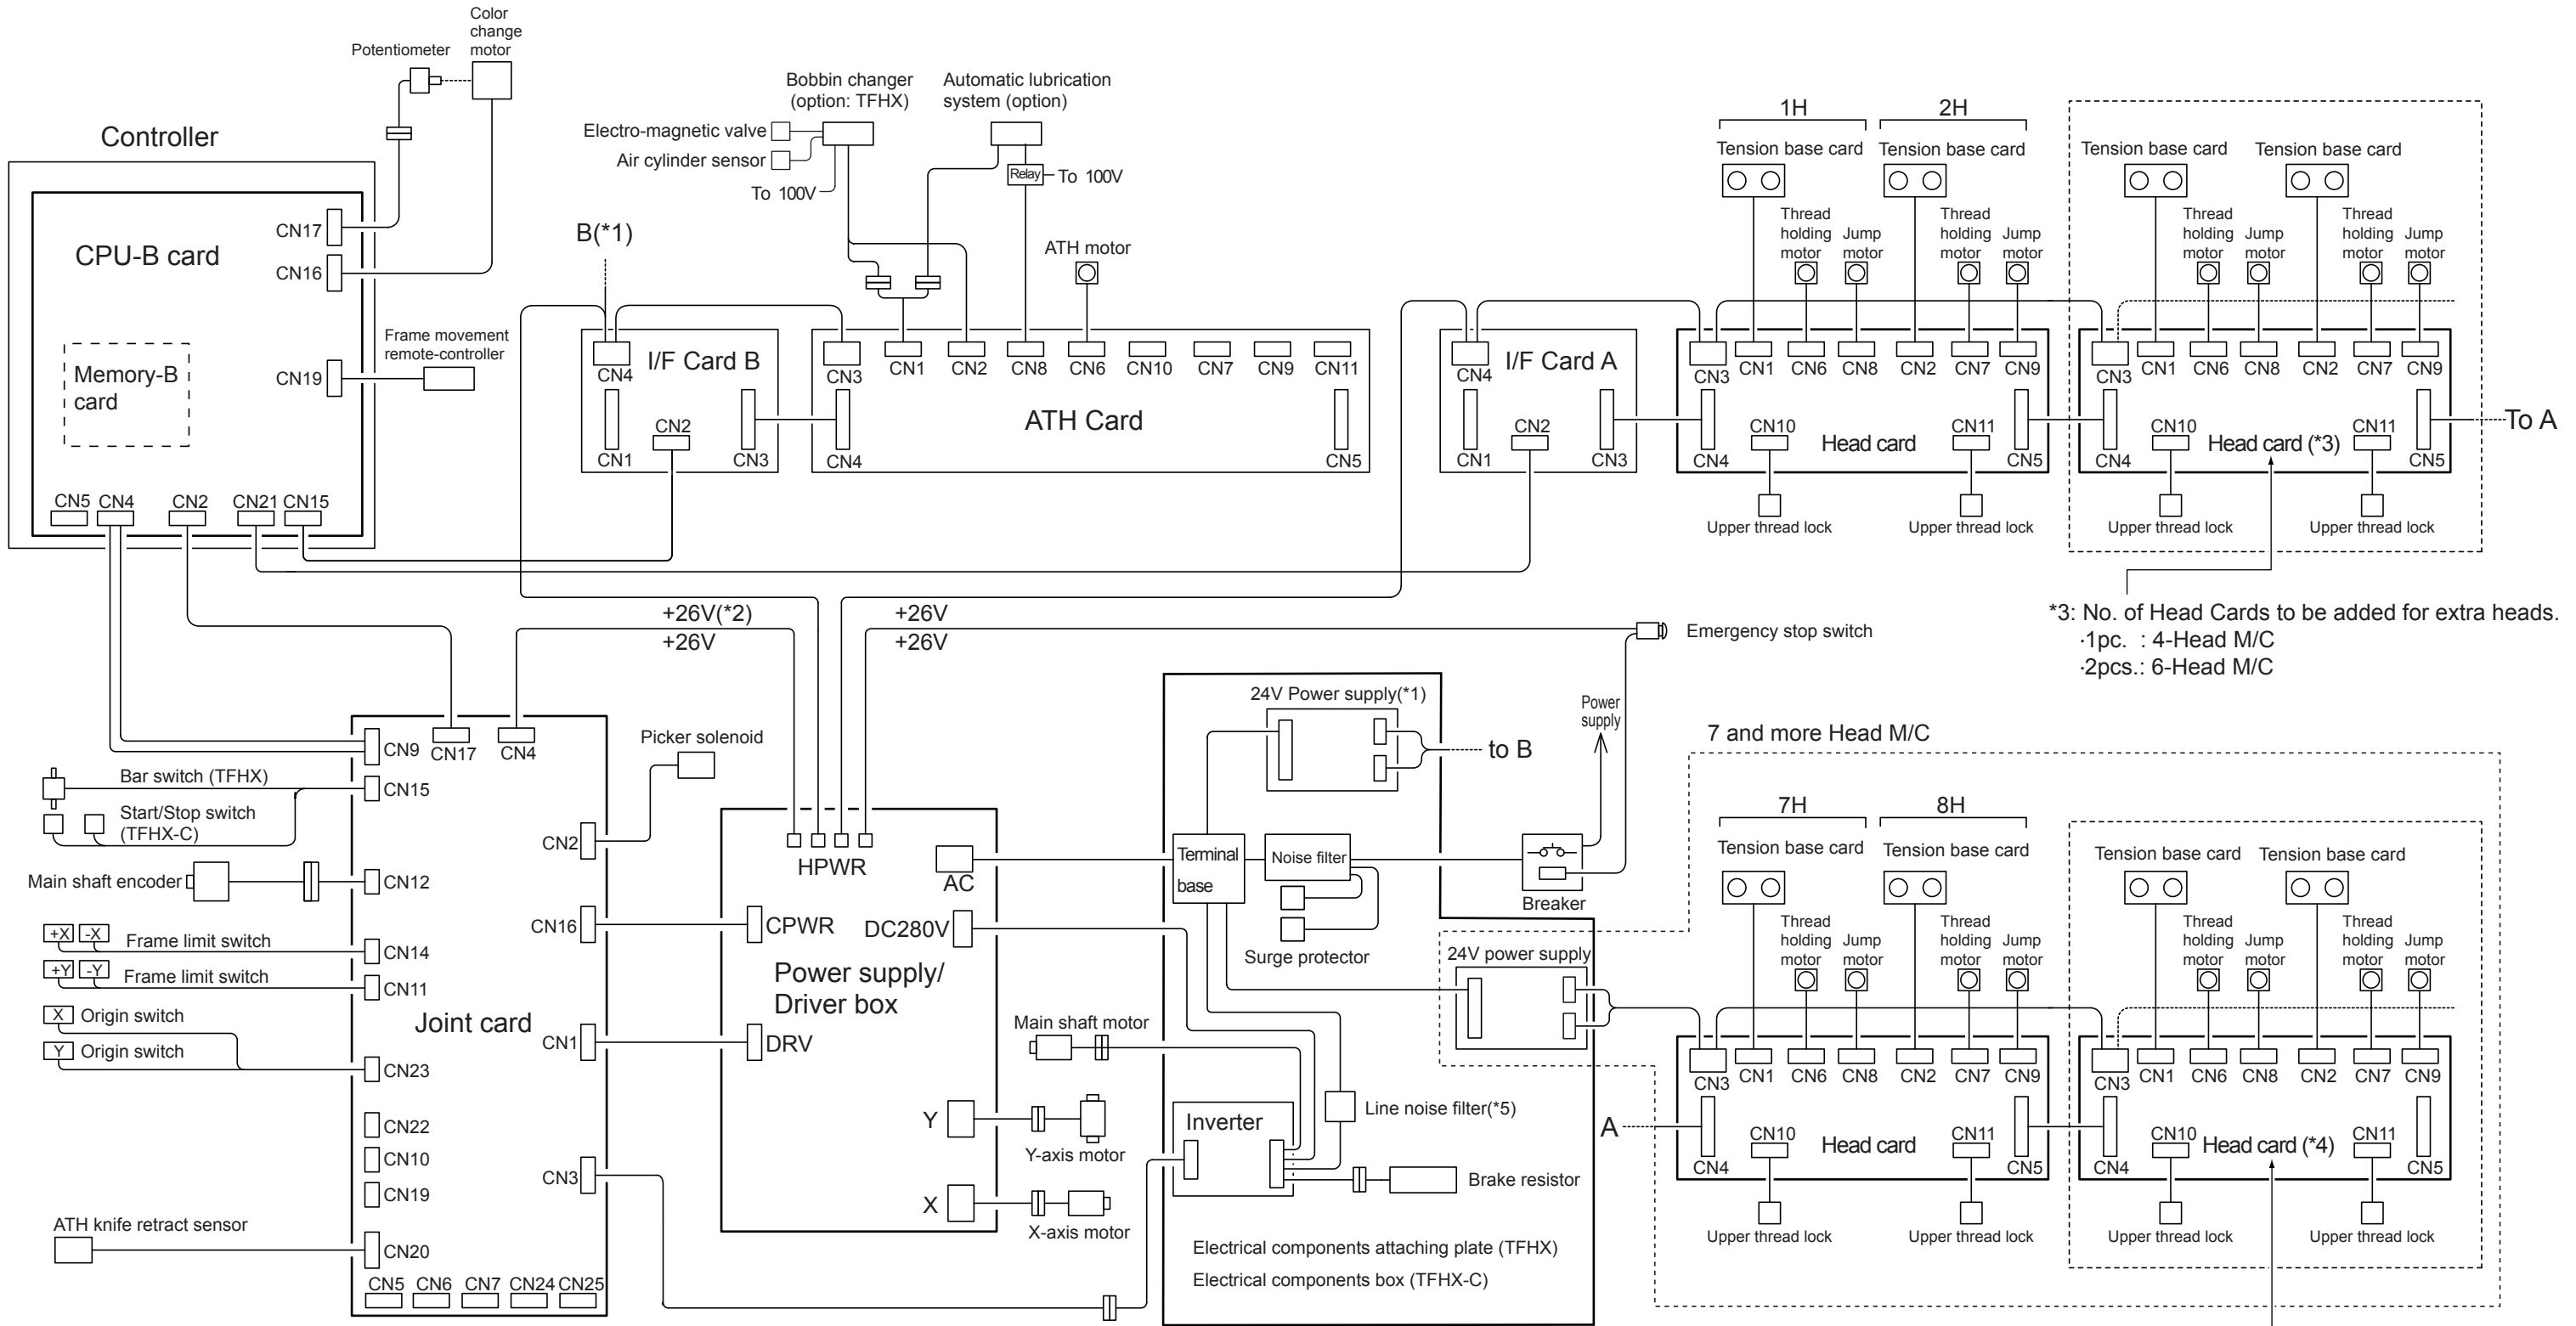 Color
change
motor
Potentiometer
Controller
CPU-B card
CN17
CN16
Memory-B
card
CN19
Frame movement
remote-controller
CN5
CN4
CN2
CN21
CN15
Bobbin changer
(option: TFHX)
Automatic lubrication
system (option)
Electro-magnetic valve
Air cylinder sensor
To 100V
Relay
To 100V
B(*1)
ATH motor
CN4
I/F Card B
CN2
CN1
CN3
CN3
CN1
CN2
CN8
CN6
CN10
CN7
CN9
CN11
ATH Card
CN4
CN5
CN4
I/F Card A
CN2
CN1
CN3
1H
2H
Tension base card
Tension base card
Thread
holding
motor
Jump
motor
Thread
holding
motor
Jump
motor
CN3
CN1
CN6
CN8
CN2
CN7
CN9
CN10
Head card
CN11
CN4
CN5
Upper thread lock
Upper thread lock
Tension base card
Tension base card
Thread
holding
motor
Jump
motor
Thread
holding
motor
Jump
motor
CN3
CN1
CN6
CN8
CN2
CN7
CN9
CN10
Head card (*3)
CN11
CN4
CN5
Upper thread lock
Upper thread lock
To A
*3: No. of Head Cards to be added for extra heads.
·1pc. : 4-Head M/C
·2pcs.: 6-Head M/C
+26V(*2)
+26V
+26V
+26V
Emergency stop switch
CN9
CN17
CN4
Bar switch (TFHX)
CN15
Start/Stop switch
(TFHX-C)
Main shaft encoder
CN12
+X
-X
Frame limit switch
CN14
+Y
-Y
Frame limit switch
CN11
X
Origin switch
Y
Origin switch
CN23
Joint card
CN22
CN10
CN19
ATH knife retract sensor
CN20
CN5
CN6
CN7
CN24
CN25
CN2
CN16
CN1
CN3
Picker solenoid
HPWR
AC
CPWR
DC280V
Power supply/
Driver box
DRV
Y
X
Main shaft motor
Y-axis motor
X-axis motor
24V Power supply(*1)
to B
Power
supply
Terminal
base
Noise filter
Surge protector
Breaker
24V power supply
Inverter
Line noise filter(*5)
Brake resistor
Electrical components attaching plate (TFHX)
Electrical components box (TFHX-C)
7 and more Head M/C
7H
8H
Tension base card
Tension base card
Thread
holding
motor
Jump
motor
Thread
holding
motor
Jump
motor
CN3
CN1
CN6
CN8
CN2
CN7
CN9
A
CN10
Head card
CN11
CN4
CN5
Upper thread lock
Upper thread lock
Tension base card
Tension base card
Thread
holding
motor
Jump
motor
Thread
holding
motor
Jump
motor
CN3
CN1
CN6
CN8
CN2
CN7
CN9
CN10
Head card (*4)
CN11
CN4
CN5
Upper thread lock
Upper thread lock